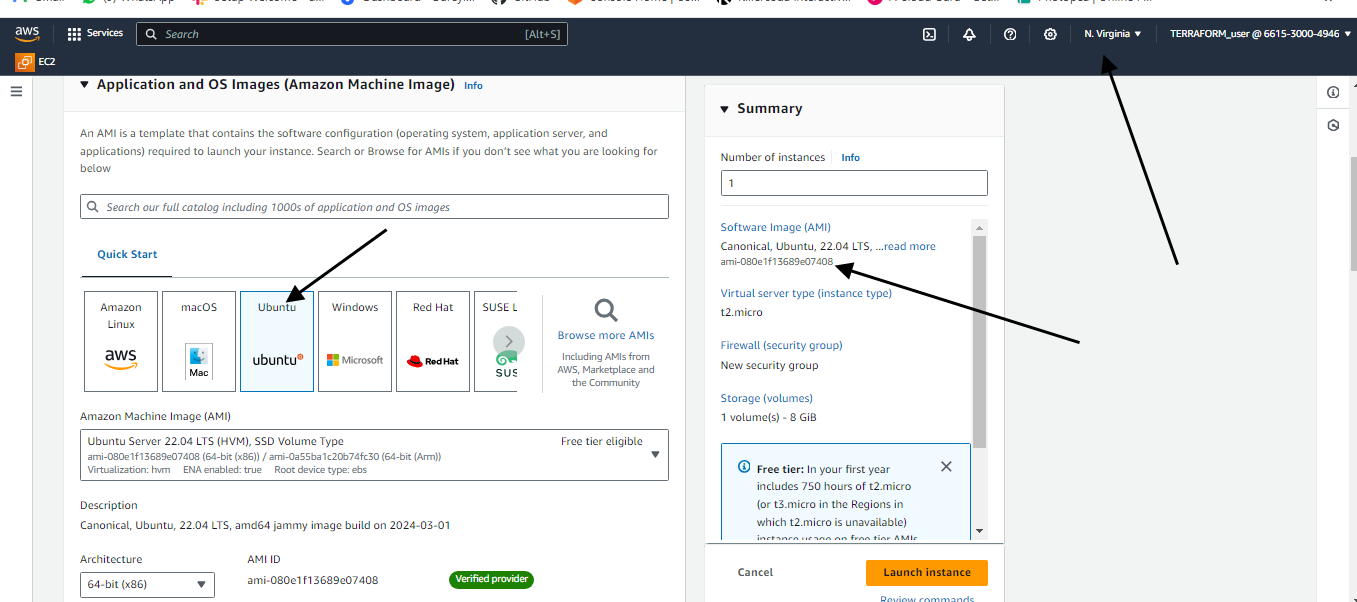 WhatsApp
GitHub
aws
Services
Search
[Alt+S]
N. Virginia
TERRAFORM_user @ 6615-3000-4946
EC2
Application and OS Images (Amazon Machine Image) Info
An AMI is a template that contains the software configuration (operating system, application server, and
applications) required to launch your instance. Search or Browse for AMIs if you don't see what you are looking for
below
Search our full catalog including 1000s of application and OS images
Quick Start
Amazon
Linux
aws
macOS
Mac
Ubuntu
ubuntu
Windows
Microsoft
Red Hat
Red Hat
SUSE L
SUS
Browse more AMIs
Including AMIs from
AWS, Marketplace and
the Community
Amazon Machine Image (AMI)
Ubuntu Server 22.04 LTS (HVM), SSD Volume Type
Free tier eligible
ami-080e1f13689e07408 (64-bit (x86)) / ami-0a55ba1c20b74fc30 (64-bit (Arm))
Virtualization: hvm ENA enabled: true Root device type: ebs
Description
Canonical, Ubuntu, 22.04 LTS, amd64 jammy image build on 2024-03-01
Architecture
64-bit (x86)
AMI ID
ami-080e1f13689e07408
Verified provider
Summary
Number of instances Info
1
Software Image (AMI)
Canonical, Ubuntu, 22.04 LTS, ...read more
ami-080e1f13689e07408
Virtual server type (instance type)
t2.micro
Firewall (security group)
New security group
Storage (volumes)
1 volume(s) - 8 GiB
Free tier: In your first year
includes 750 hours of t2.micro
(or t3.micro in the Regions in
which t2.micro is unavailable)
instance usage on free tier AMIs
Cancel
Launch instance
Review commands